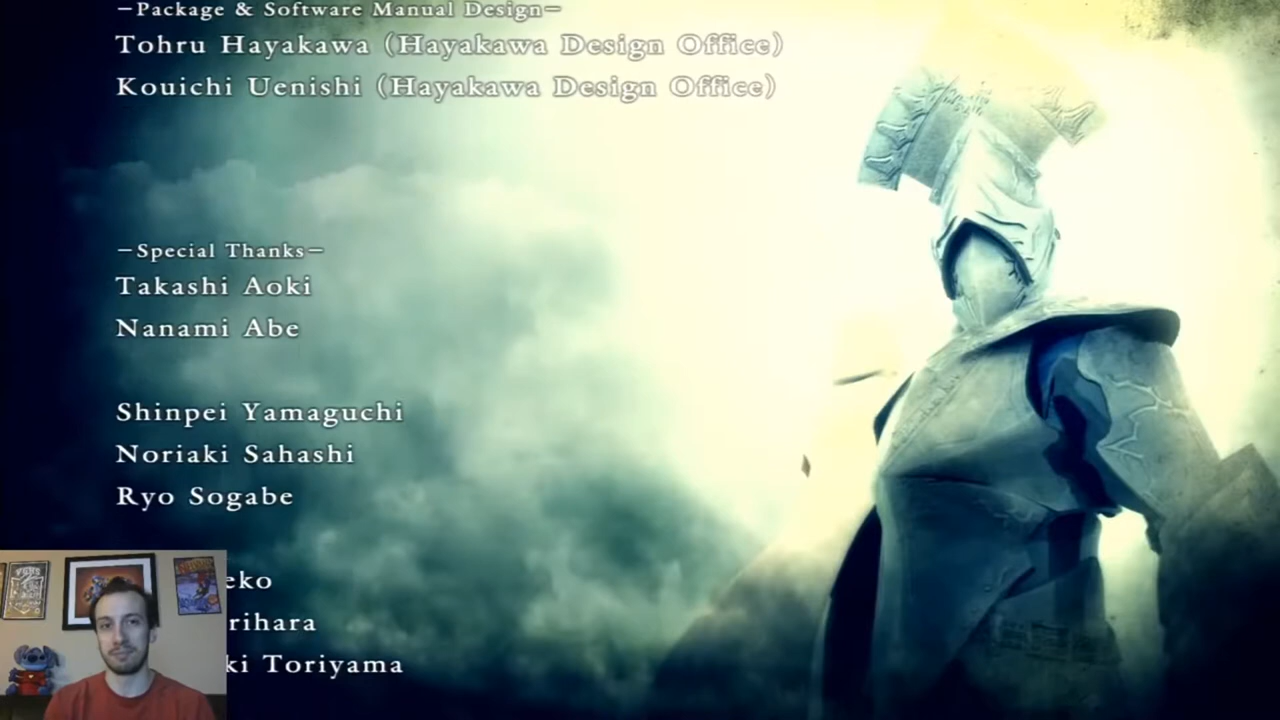 —Package & Software Manual Design—
Tohru Hayakawa (Hayakawa Design Office)
Kouichi Uenishi (Hayakawa Design Office)
—Special Thanks—
Takashi Aoki
Nanami Abe
Shinpei Yamaguchi
Noriaki Sahashi
Ryo Sogabe
eko
rihara
ki Toriyama